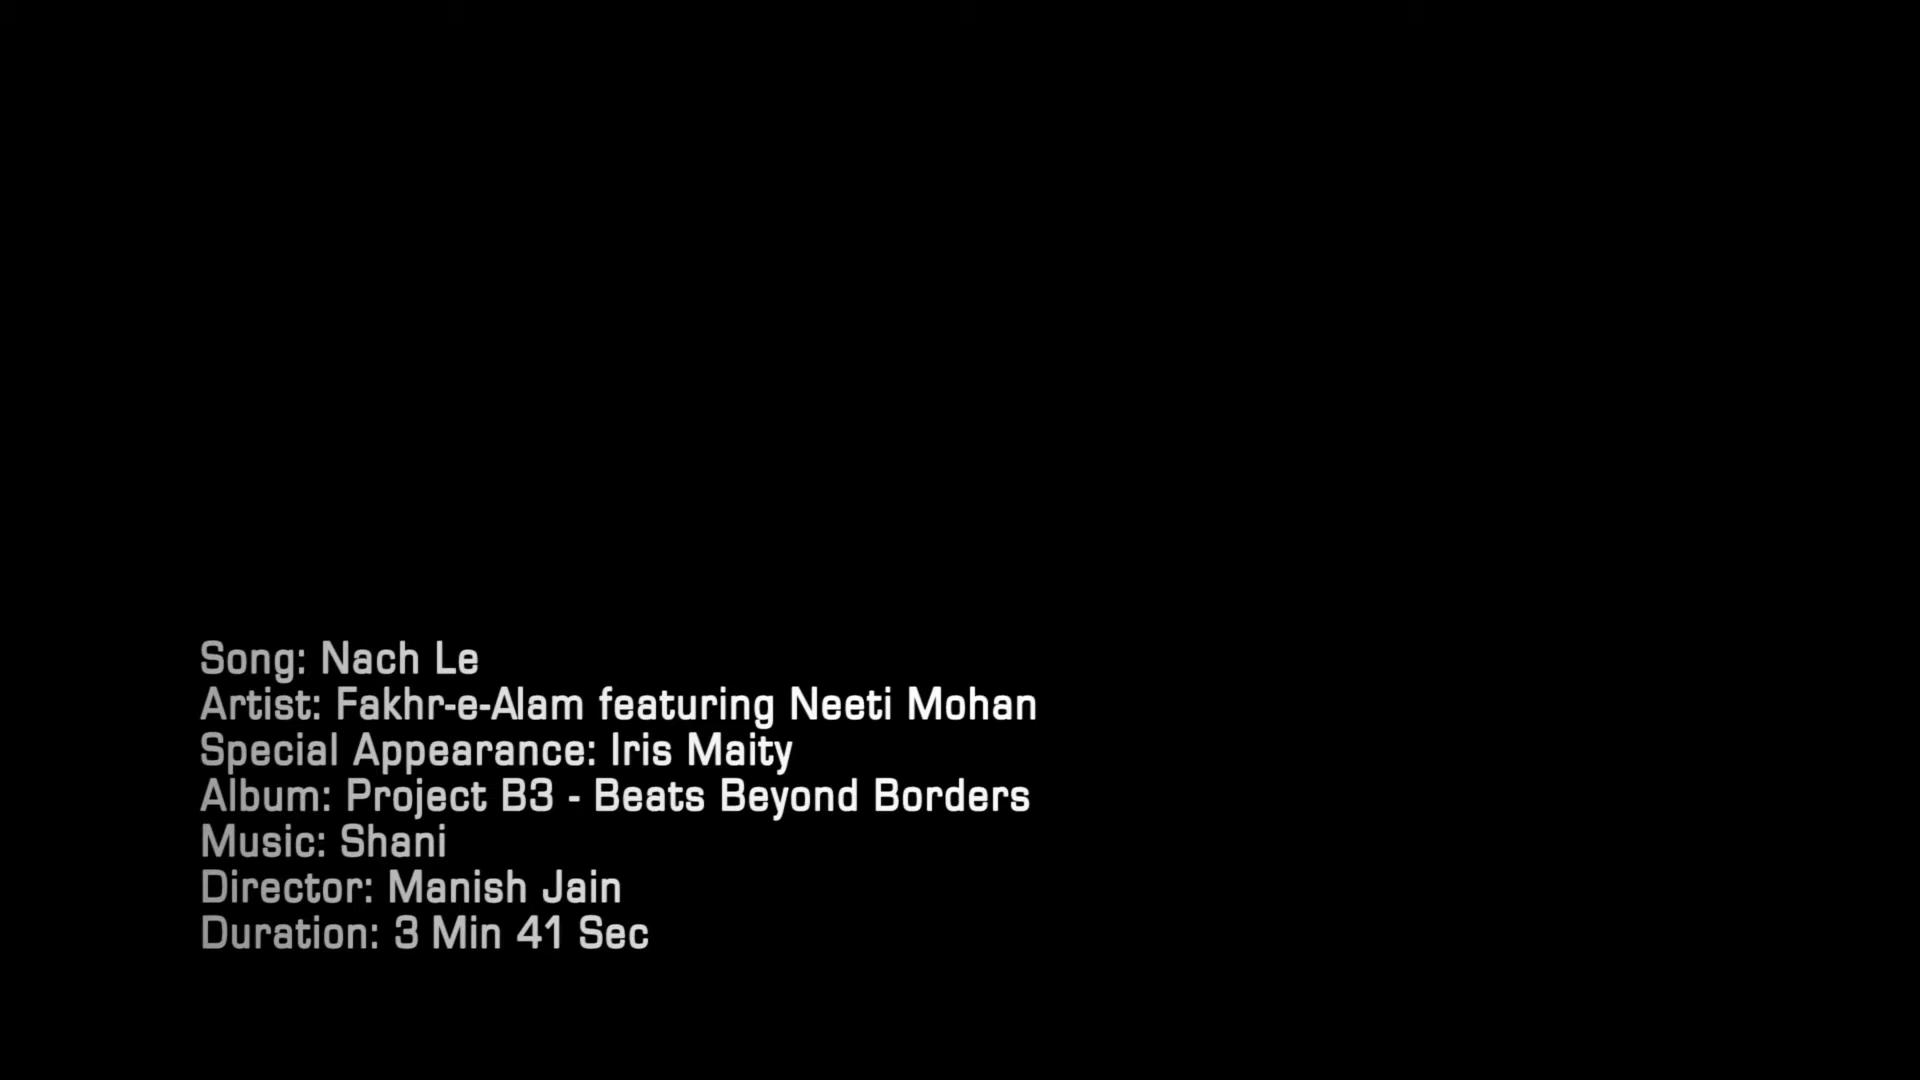 Song: Nach Le
Artist: Fakhr-e-Alam featuring Neeti Mohan
Special Appearance: Iris Maity
Album: Project B3 - Beats Beyond Borders
Music: Shani
Director: Manish Jain
Duration: 3 Min 41 Sec